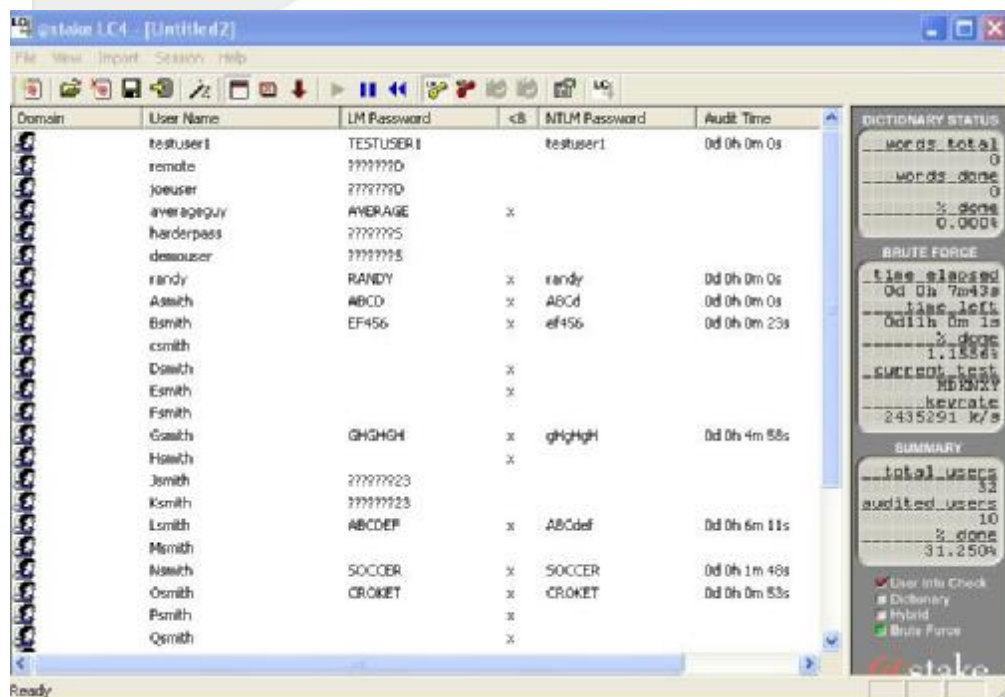 @stake LC4 - [Untitled2]
File View Import Session Help
Domain User Name LM Password <8 NTLM Password Audit Time
testuser1 TESTUSER1 testuser1 0d 0h 0m 0s
remote ???????D
joeuser ???????D
averageguy AVERAGE x
harderpass ???????S
demouser ???????S
randy RANDY x randy 0d 0h 0m 0s
Asmith ABCD x ABCd 0d 0h 0m 0s
Bsmith EF456 x ef456 0d 0h 0m 23s
csmith
Dsmith x
Esmith x
Fsmith
Gsmith GHGHGH x gHgHgH 0d 0h 4m 58s
Hsmith x
Jsmith ???????23
Ksmith ???????23
Lsmith ABCDEF x ABCdef 0d 0h 6m 11s
Msmith
Nsmith SOCCER x SOCCER 0d 0h 1m 48s
Osmith CROKET x CROKET 0d 0h 0m 53s
Psmith x
Qsmith x
DICTIONARY STATUS
words total
0
words done
0
% done
0.000%
BRUTE FORCE
time elapsed
0d 0h 7m43s
time left
0d11h 0m 1s
% done
1.1556%
current test
keyrate
2435291 k/s
SUMMARY
total users
32
audited users
10
% done
31.250%
User Info Check
Dictionary
Hybrid
Brute Force
@stake
Ready